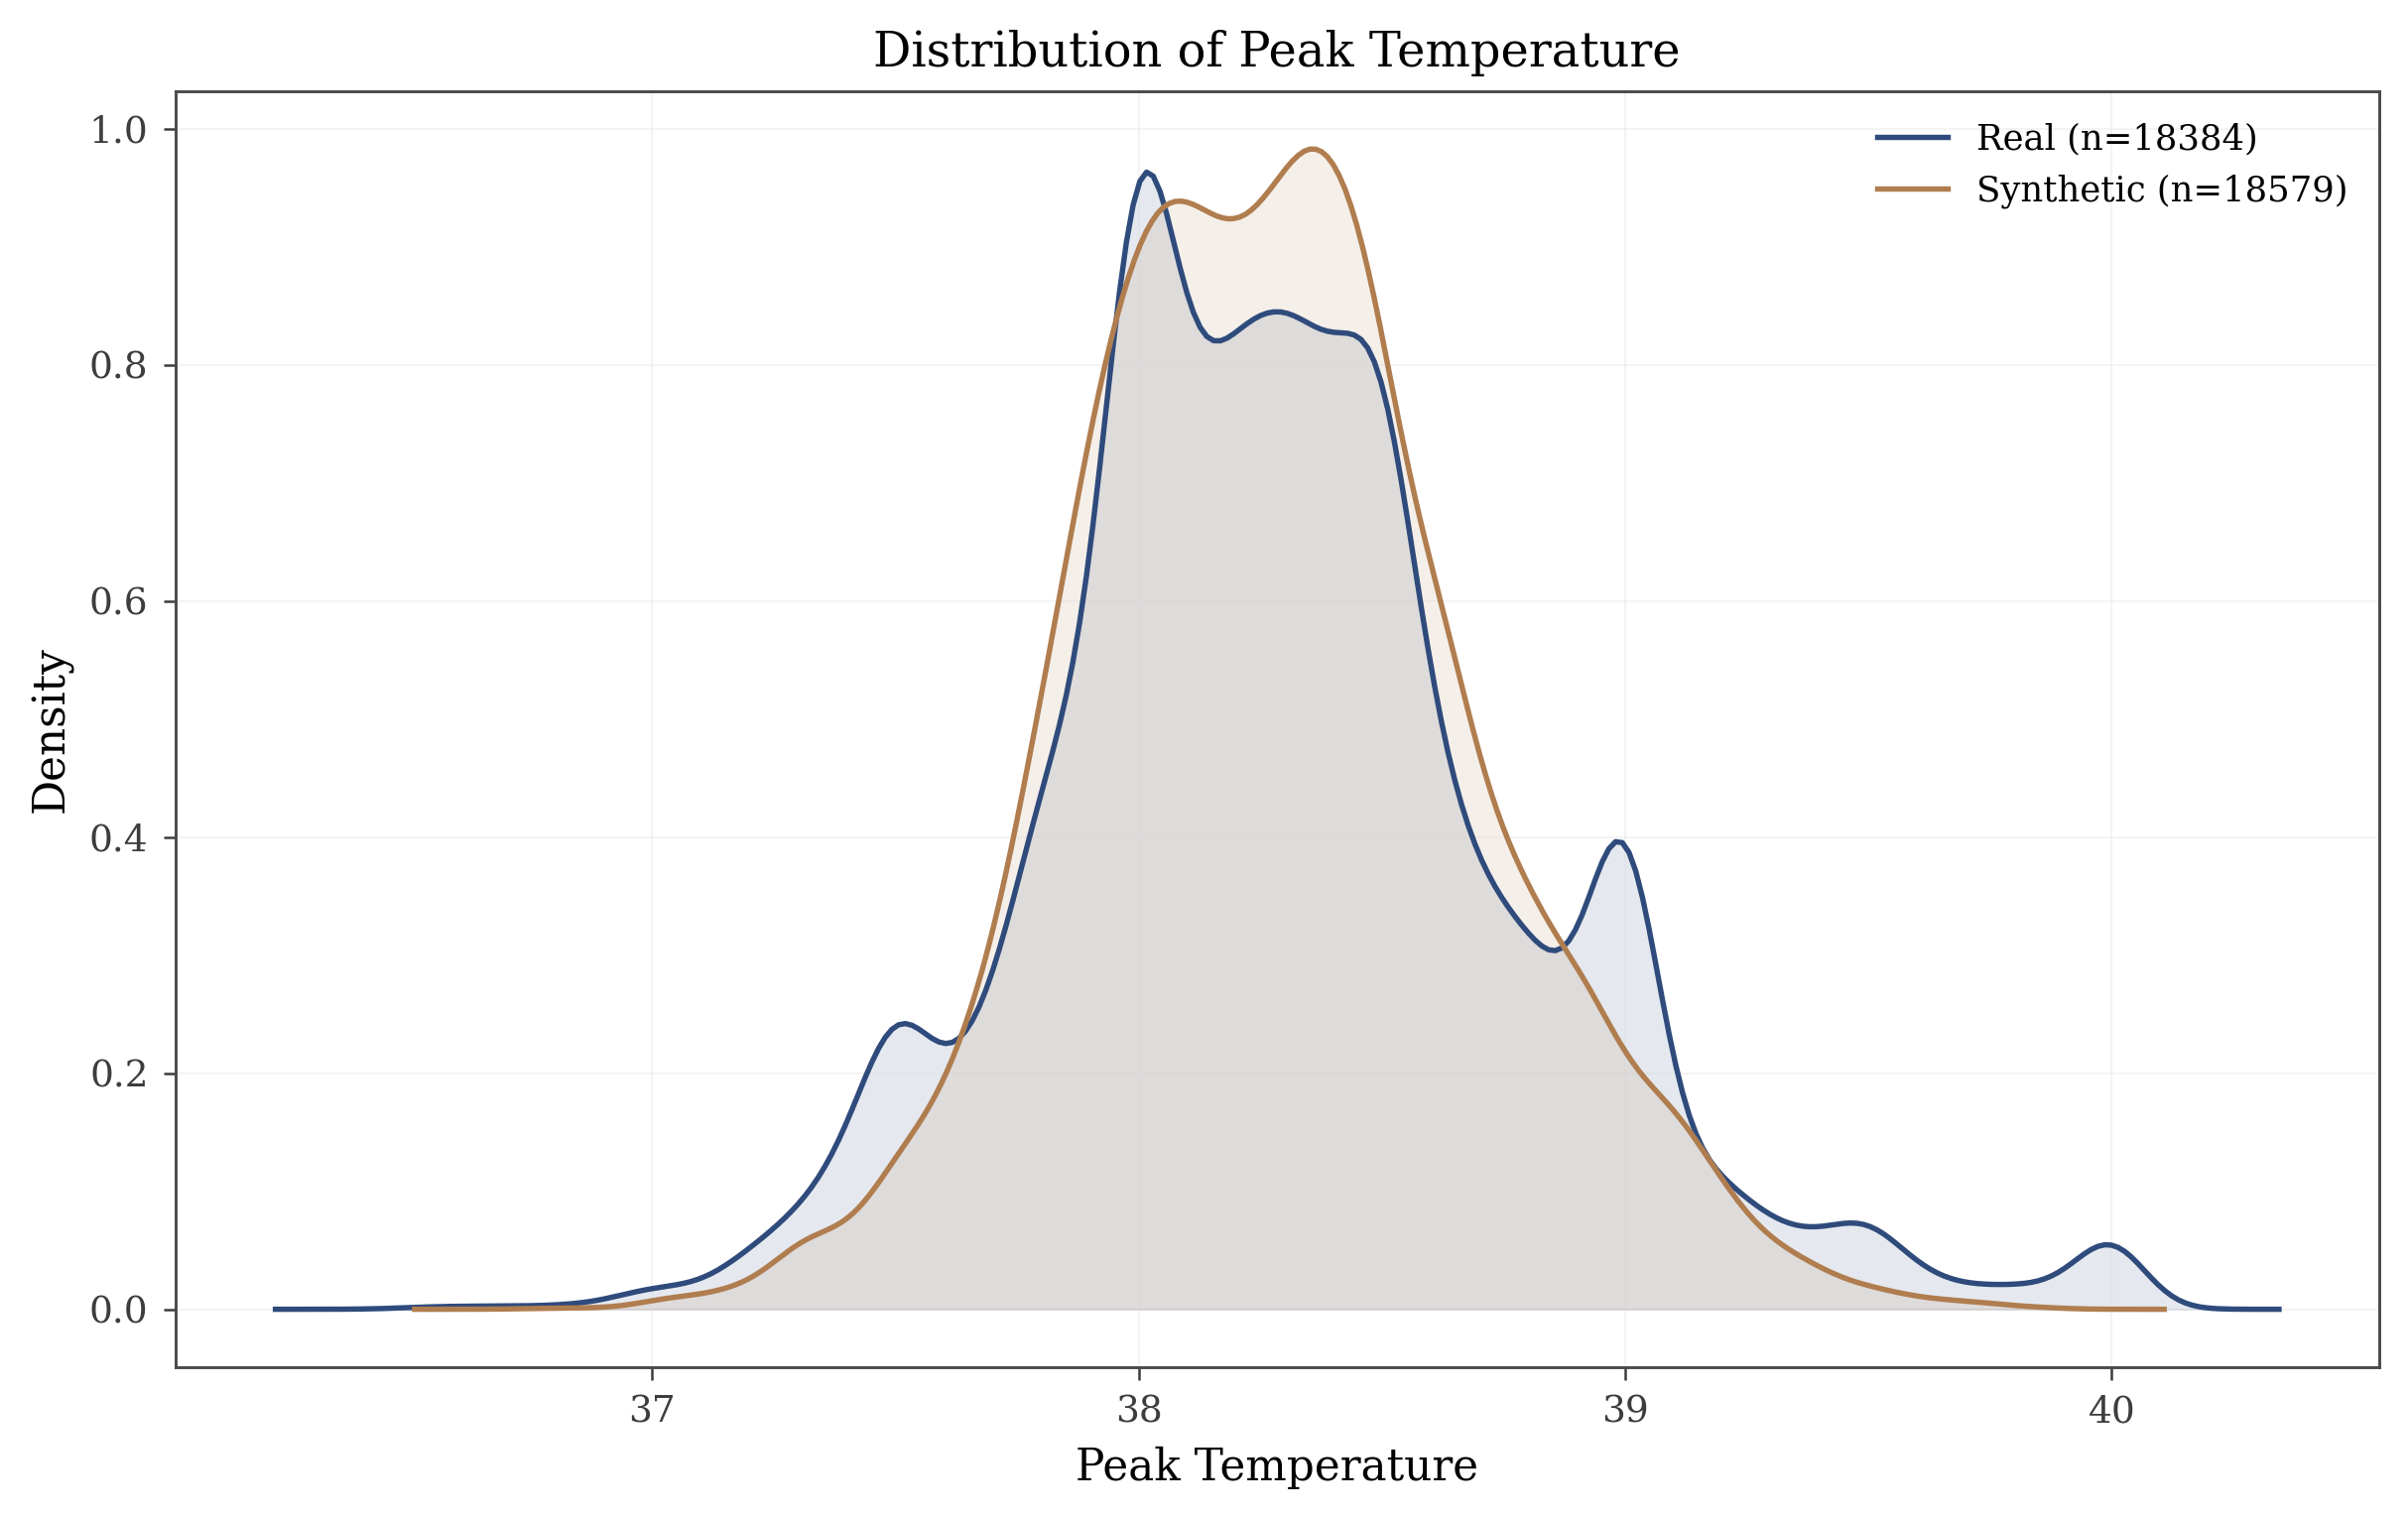 Distribution of Peak Temperature
Real (n=18384)
Synthetic (n=18579)
1.0
0.8
0.6
0.4
0.2
0.0
Density
37 38 39 40
Peak Temperature